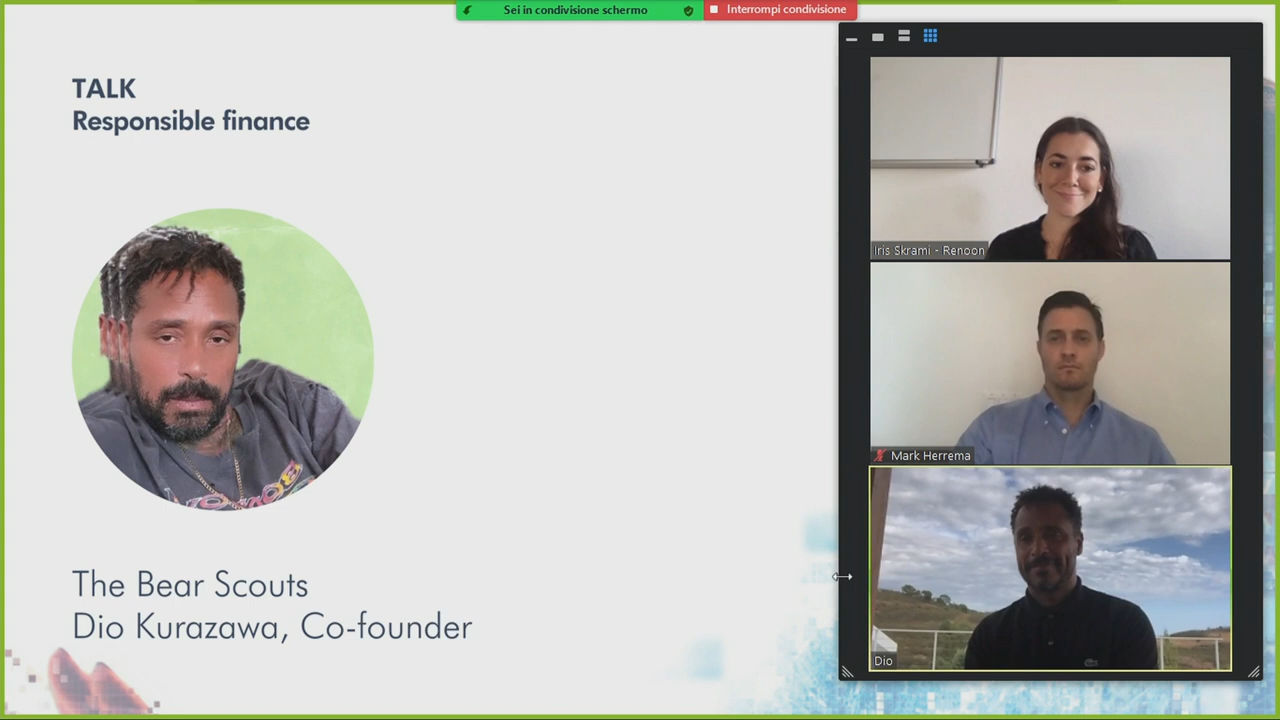 Sei in condivisione schermo
Interrompi condivisione
TALK
Responsible finance
Iris Skrami - Renoon
Mark Herrema
The Bear Scouts
Dio Kurazawa, Co-founder
Dio